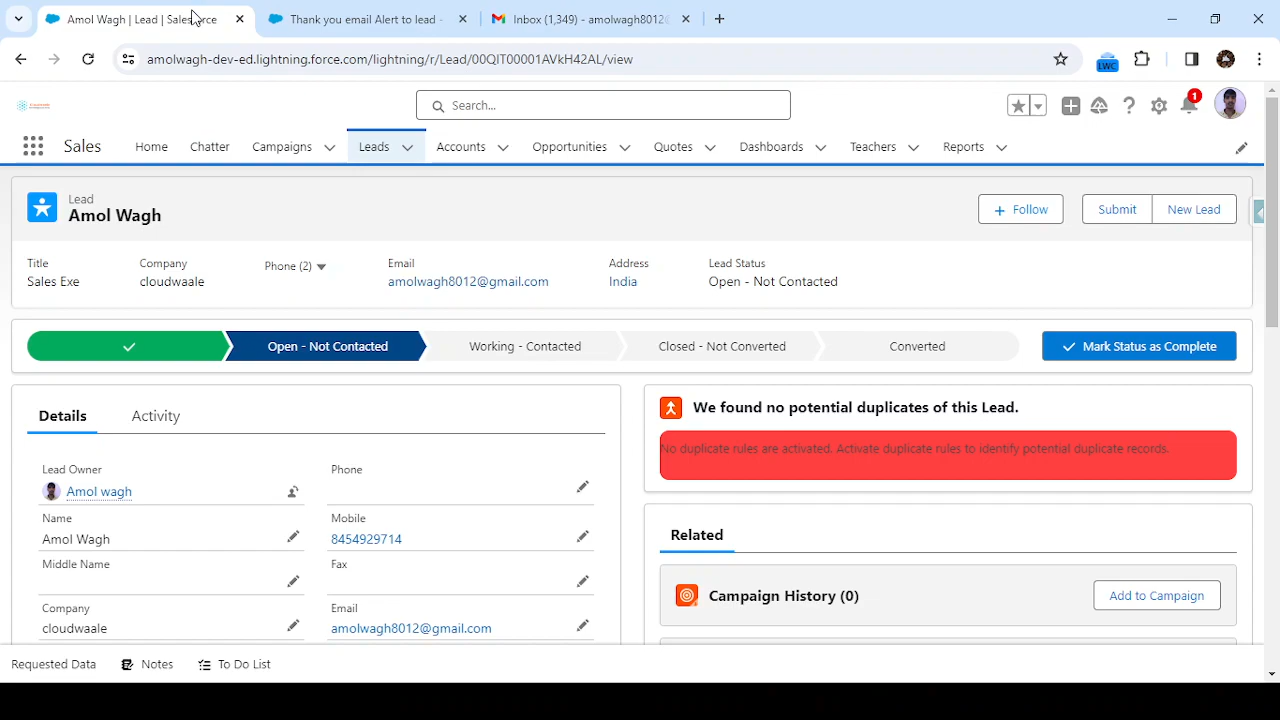 Amol Wagh | Lead | Salesforce
Thank you email Alert to lead -
Inbox (1,349) - amolwagh8012@
amolwagh-dev-ed.lightning.force.com/lightning/r/Lead/00QIT00001AVkH42AL/view
LWC
Search...
1
Sales
Home
Chatter
Campaigns
Leads
Accounts
Opportunities
Quotes
Dashboards
Teachers
Reports
Lead
Amol Wagh
+ Follow
Submit
New Lead
Title
Company
Phone (2)
Email
Address
Lead Status
Sales Exe
cloudwaale
amolwagh8012@gmail.com
India
Open - Not Contacted
Open - Not Contacted
Working - Contacted
Closed - Not Converted
Converted
Mark Status as Complete
Details
Activity
Lead Owner
Amol wagh
Phone
Name
Amol Wagh
Mobile
8454929714
Middle Name
Fax
Company
cloudwaale
Email
amolwagh8012@gmail.com
We found no potential duplicates of this Lead.
No duplicate rules are activated. Activate duplicate rules to identify potential duplicate records.
Related
Campaign History (0)
Add to Campaign
Requested Data
Notes
To Do List